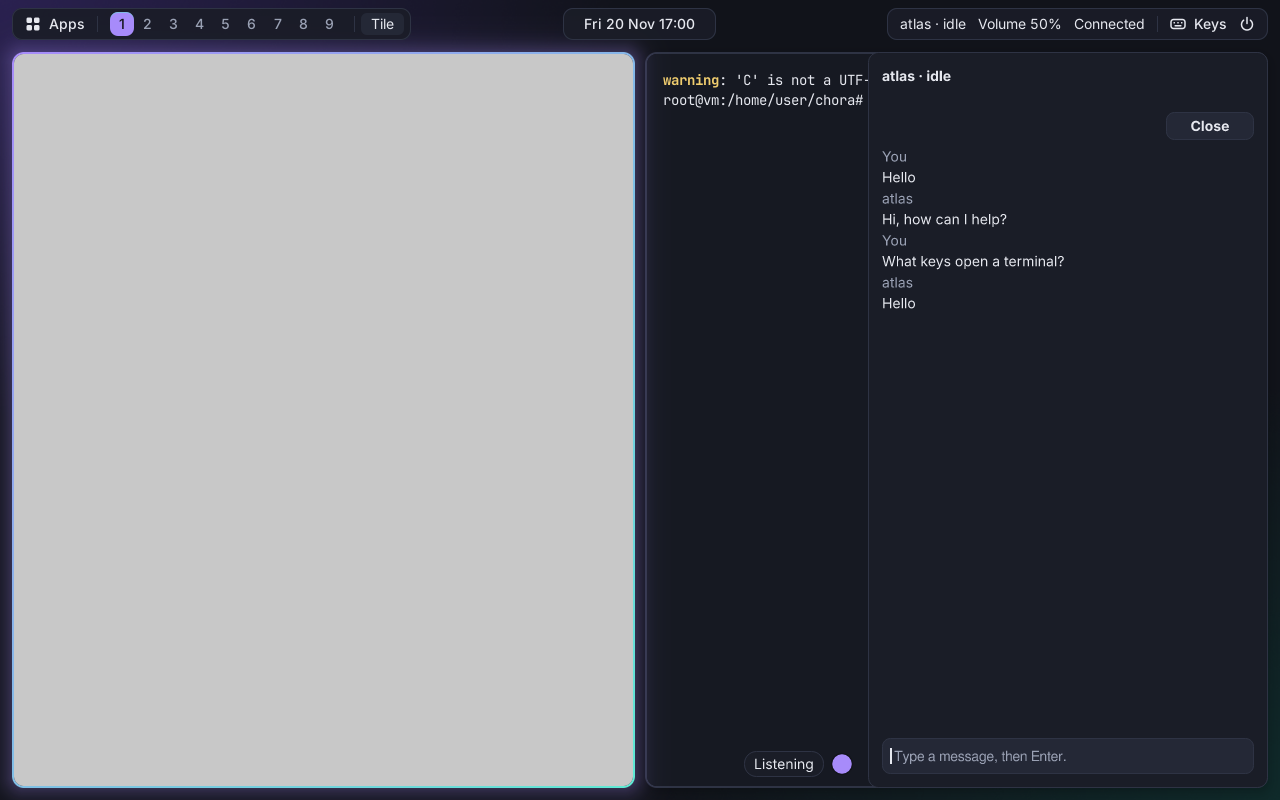 Apps 1 2 3 4 5 6 7 8 9 Tile
Fri 20 Nov 17:00
atlas · idle Volume 50% Connected Keys
warning: 'C' is not a UTF-
root@vm:/home/user/chora#
atlas · idle
Close
You
Hello
atlas
Hi, how can I help?
You
What keys open a terminal?
atlas
Hello
Listening
Type a message, then Enter.